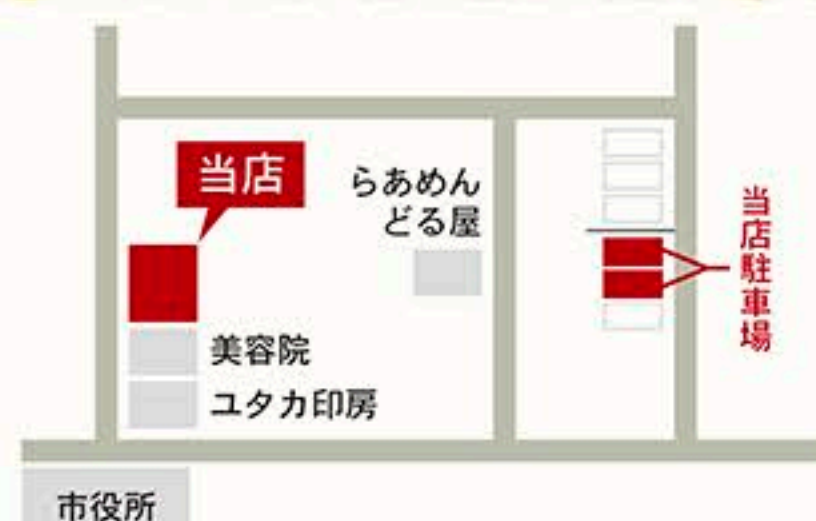 当店
らあめん
どる屋
当店駐車場
美容院
ユタカ印房
市役所